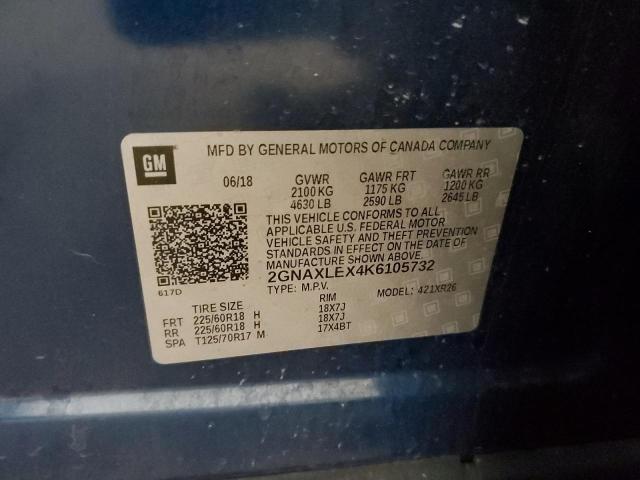 GM
MFD BY GENERAL MOTORS OF CANADA COMPANY
06/18 GVWR GAWR FRT GAWR RR
2100 KG 1175 KG 1200 KG
4630 LB 2590 LB 2645 LB
THIS VEHICLE CONFORMS TO ALL
APPLICABLE U.S. FEDERAL MOTOR
VEHICLE SAFETY AND THEFT PREVENTION
STANDARDS IN EFFECT ON THE DATE OF
MANUFACTURE SHOWN ABOVE.
2GNAXLEX4K6105732
617D TYPE: M.P.V. MODEL: 421XR26
TIRE SIZE RIM
FRT 225/60R18 H 18X7J
RR 225/60R18 H 18X7J
SPA T125/70R17 M 17X4BT